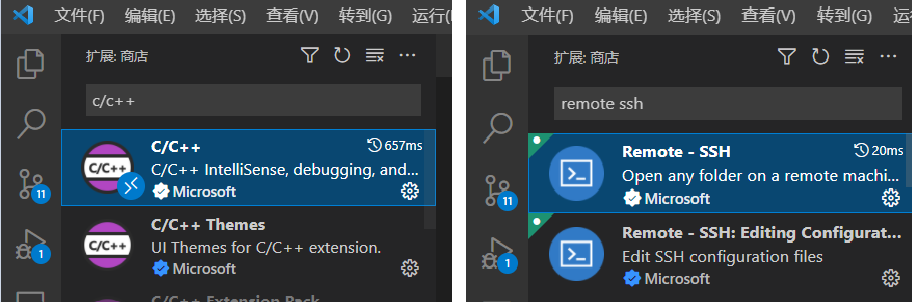 文件(F) 编辑(E) 选择(S) 查看(V) 转到(G) 运行(
扩展: 商店
c/c++
C/C++ 657ms
C/C++ IntelliSense, debugging, and...
Microsoft
C/C++ Themes
UI Themes for C/C++ extension.
Microsoft
C/C++ Extension Pack
11
1
文件(F) 编辑(E) 选择(S) 查看(V) 转到(G) 运行
扩展: 商店
remote ssh
Remote - SSH 20ms
Open any folder on a remote machi...
Microsoft
Remote - SSH: Editing Configurat...
Edit SSH configuration files
Microsoft
11
1